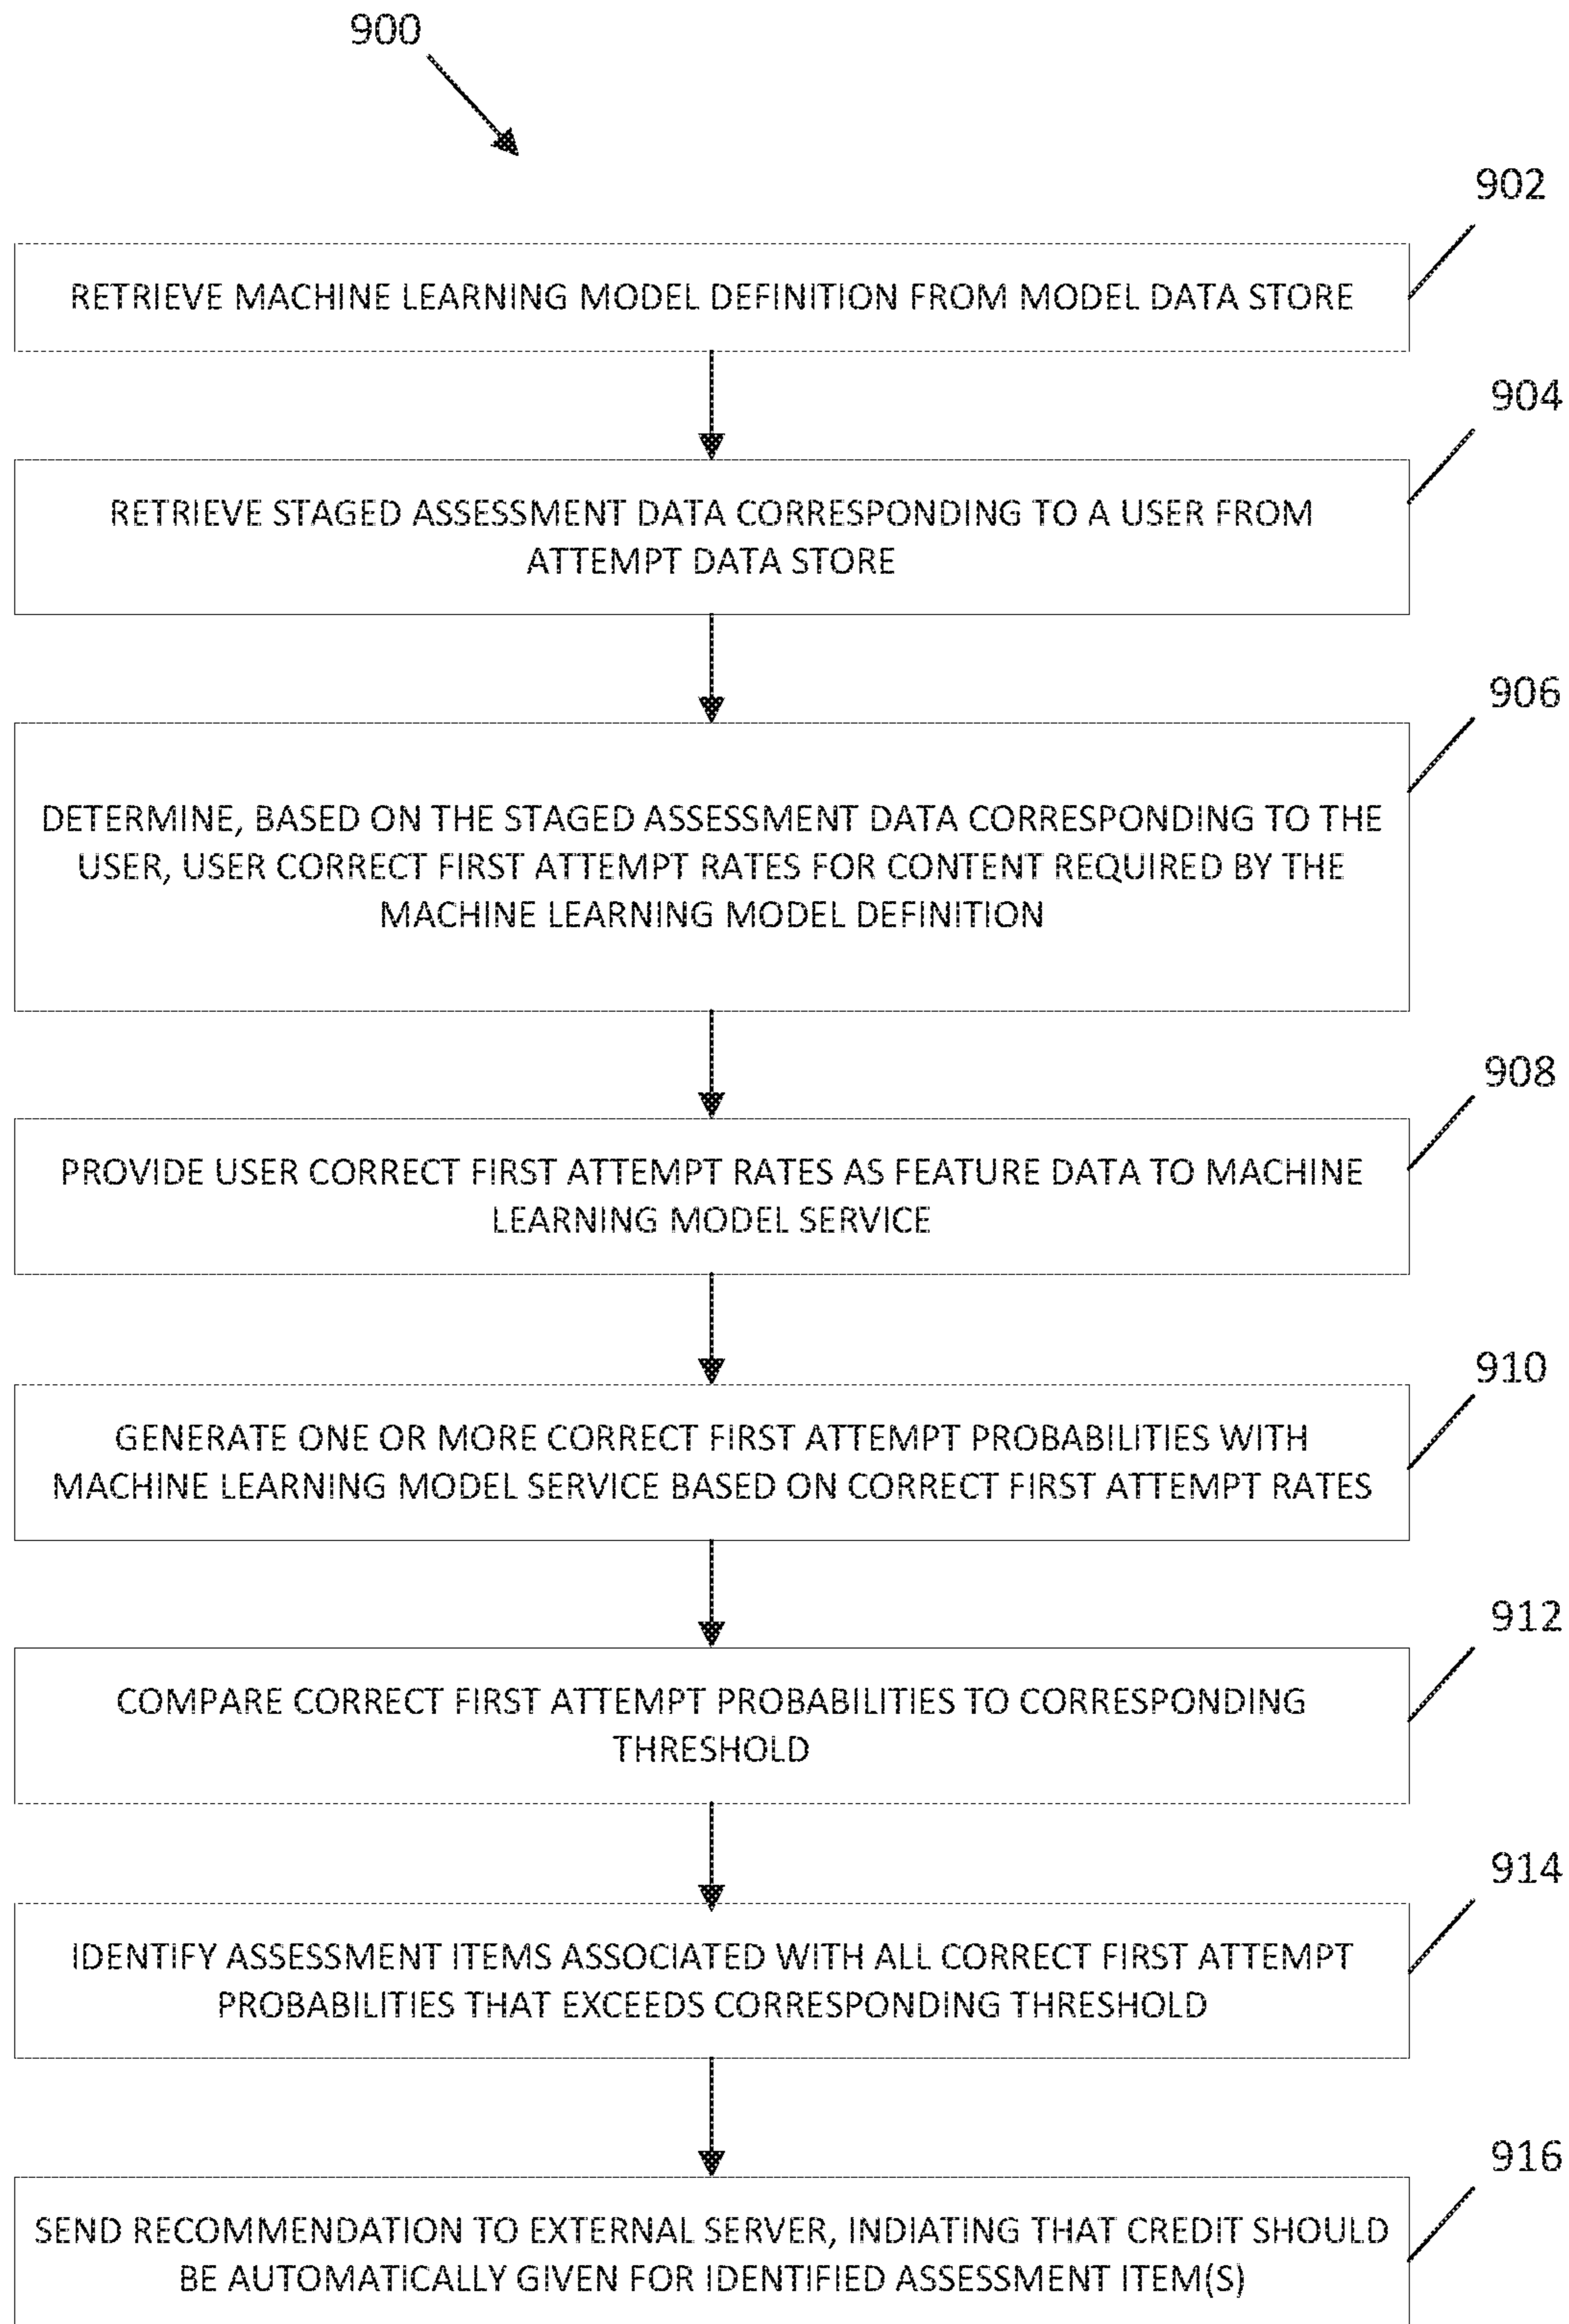 900
902
RETRIEVE MACHINE LEARNING MODEL DEFINITION FROM MODEL DATA STORE
904
RETRIEVE STAGED ASSESSMENT DATA CORRESPONDING TO A USER FROM
ATTEMPT DATA STORE
906
DETERMINE, BASED ON THE STAGED ASSESSMENT DATA CORRESPONDING TO THE
USER, USER CORRECT FIRST ATTEMPT RATES FOR CONTENT REQUIRED BY THE
MACHINE LEARNING MODEL DEFINITION
908
PROVIDE USER CORRECT FIRST ATTEMPT RATES AS FEATURE DATA TO MACHINE
LEARNING MODEL SERVICE
910
GENERATE ONE OR MORE CORRECT FIRST ATTEMPT PROBABILITIES WITH
MACHINE LEARNING MODEL SERVICE BASED ON CORRECT FIRST ATTEMPT RATES
912
COMPARE CORRECT FIRST ATTEMPT PROBABILITIES TO CORRESPONDING
THRESHOLD
914
IDENTIFY ASSESSMENT ITEMS ASSOCIATED WITH ALL CORRECT FIRST ATTEMPT
PROBABILITIES THAT EXCEEDS CORRESPONDING THRESHOLD
916
SEND RECOMMENDATION TO EXTERNAL SERVER, INDIATING THAT CREDIT SHOULD
BE AUTOMATICALLY GIVEN FOR IDENTIFIED ASSESSMENT ITEM(S)